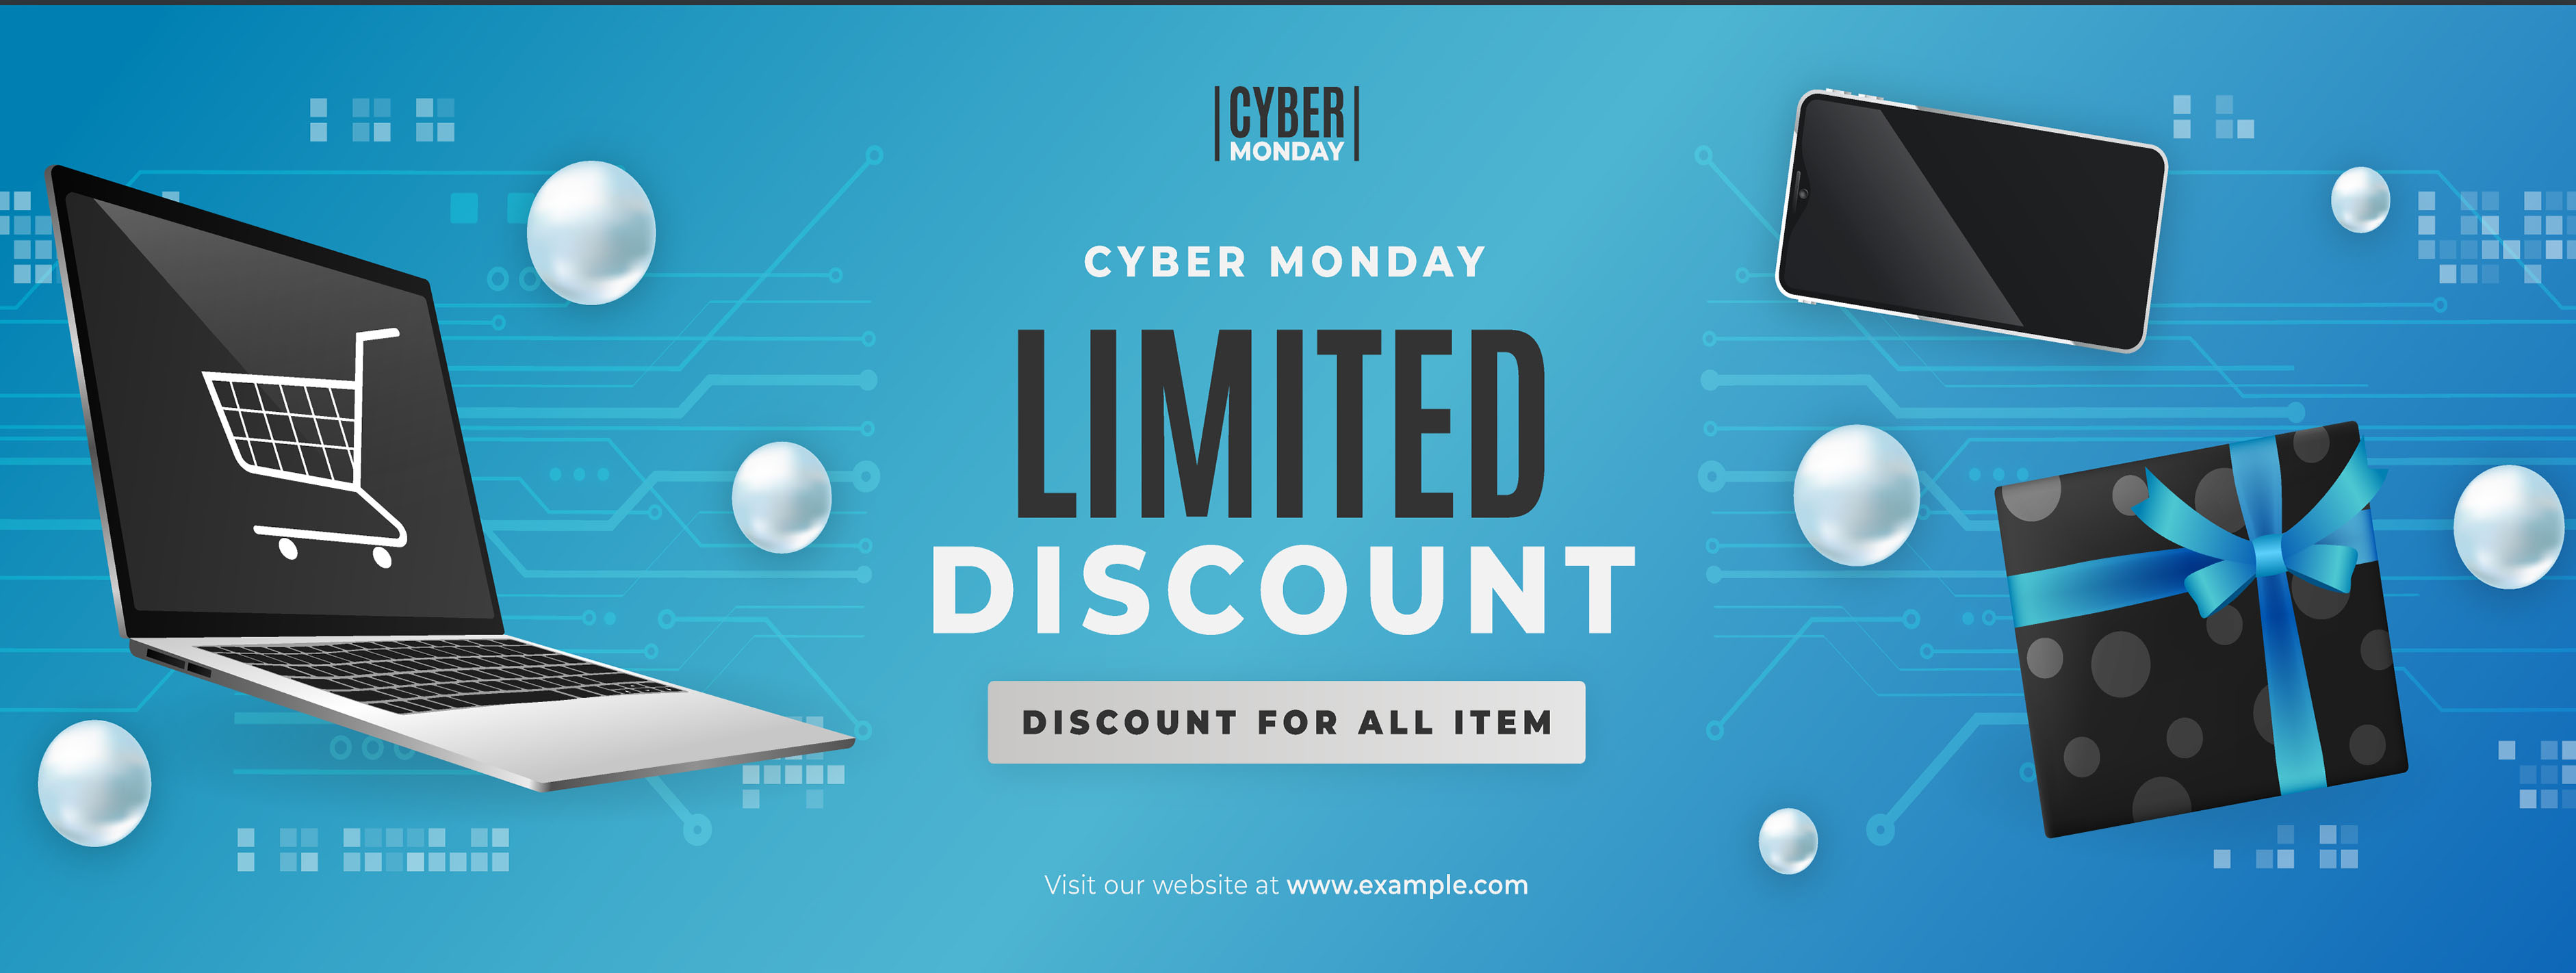 CYBER
MONDAY
CYBER MONDAY
LIMITED
DISCOUNT
DISCOUNT FOR ALL ITEM
Visit our website at www.example.com